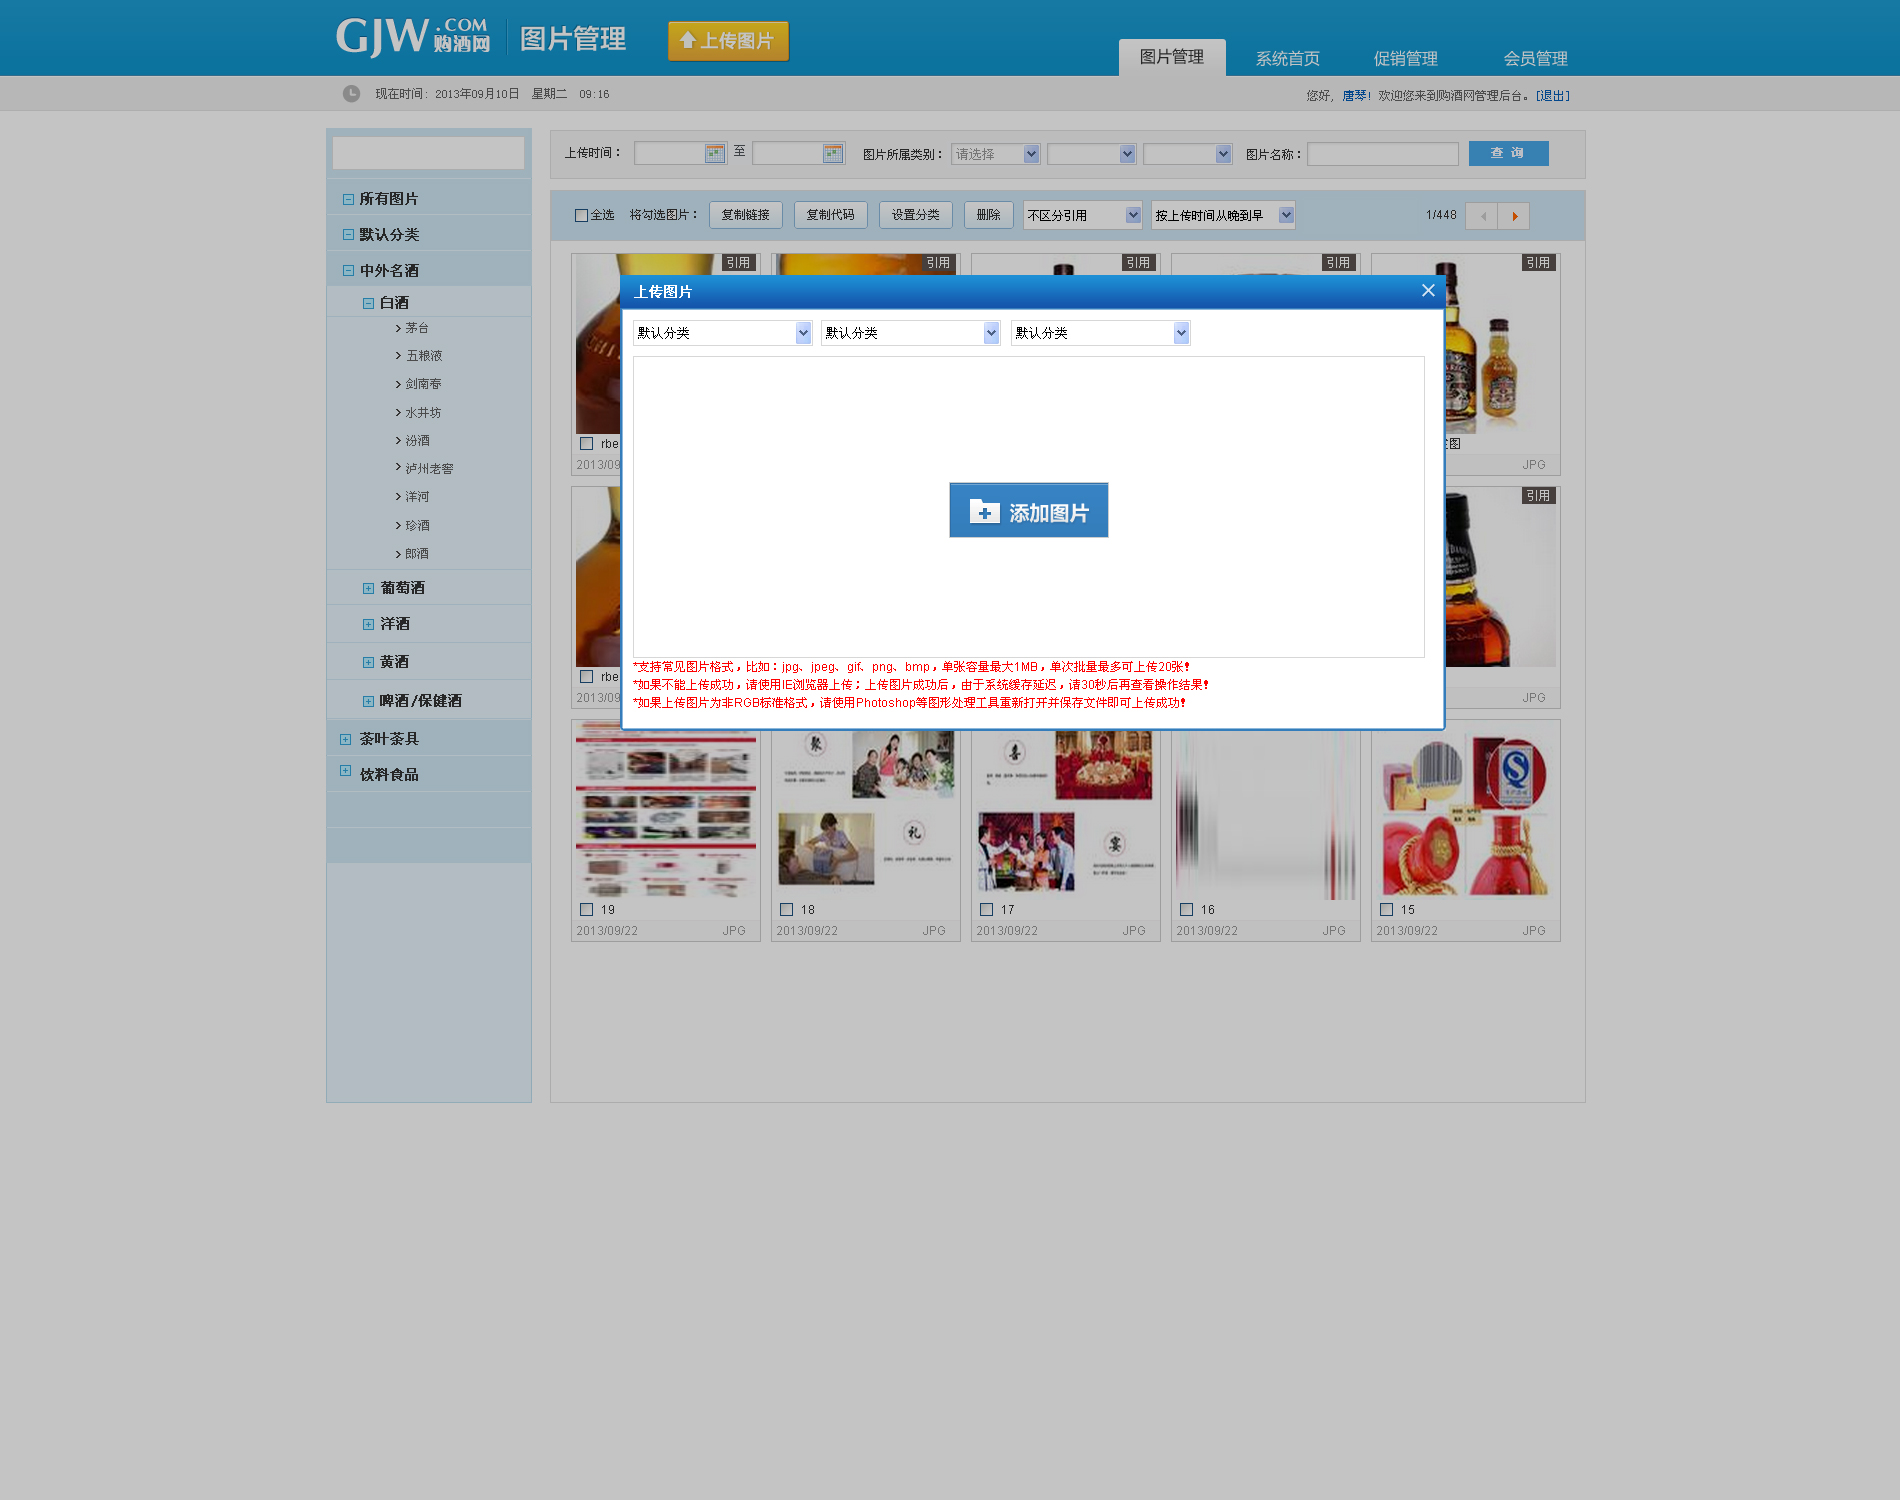 GJW.COM 购酒网 图片管理 上传图片
图片管理 系统首页 促销管理 会员管理
现在时间：2013年09月10日 星期二 09:16
您好，唐琴！欢迎您来到购酒网管理后台。[退出]
上传时间： 至 图片所属类别： 请选择 图片名称： 查 询
全选 将勾选图片： 复制链接 复制代码 设置分类 删除 不区分引用 按上传时间从晚到早 1/448
所有图片
默认分类
中外名酒
白酒
茅台
五粮液
剑南春
水井坊
汾酒
泸州老窖
洋河
珍酒
郎酒
葡萄酒
洋酒
黄酒
啤酒/保健酒
茶叶茶具
饮料食品
引用 引用 引用 引用 引用
上传图片
默认分类 默认分类 默认分类
rbe
2013/09
JPG
引用
添加图片
rbe
2013/09
JPG
*支持常见图片格式，比如：jpg、jpeg、gif、png、bmp，单张容量最大1MB，单次批量最多可上传20张！
*如果不能上传成功，请使用IE浏览器上传；上传图片成功后，由于系统缓存延迟，请30秒后再查看操作结果！
*如果上传图片为非RGB标准格式，请使用Photoshop等图形处理工具重新打开并保存文件即可上传成功！
聚
礼
喜
宴
19 18 17 16 15
2013/09/22 JPG 2013/09/22 JPG 2013/09/22 JPG 2013/09/22 JPG 2013/09/22 JPG